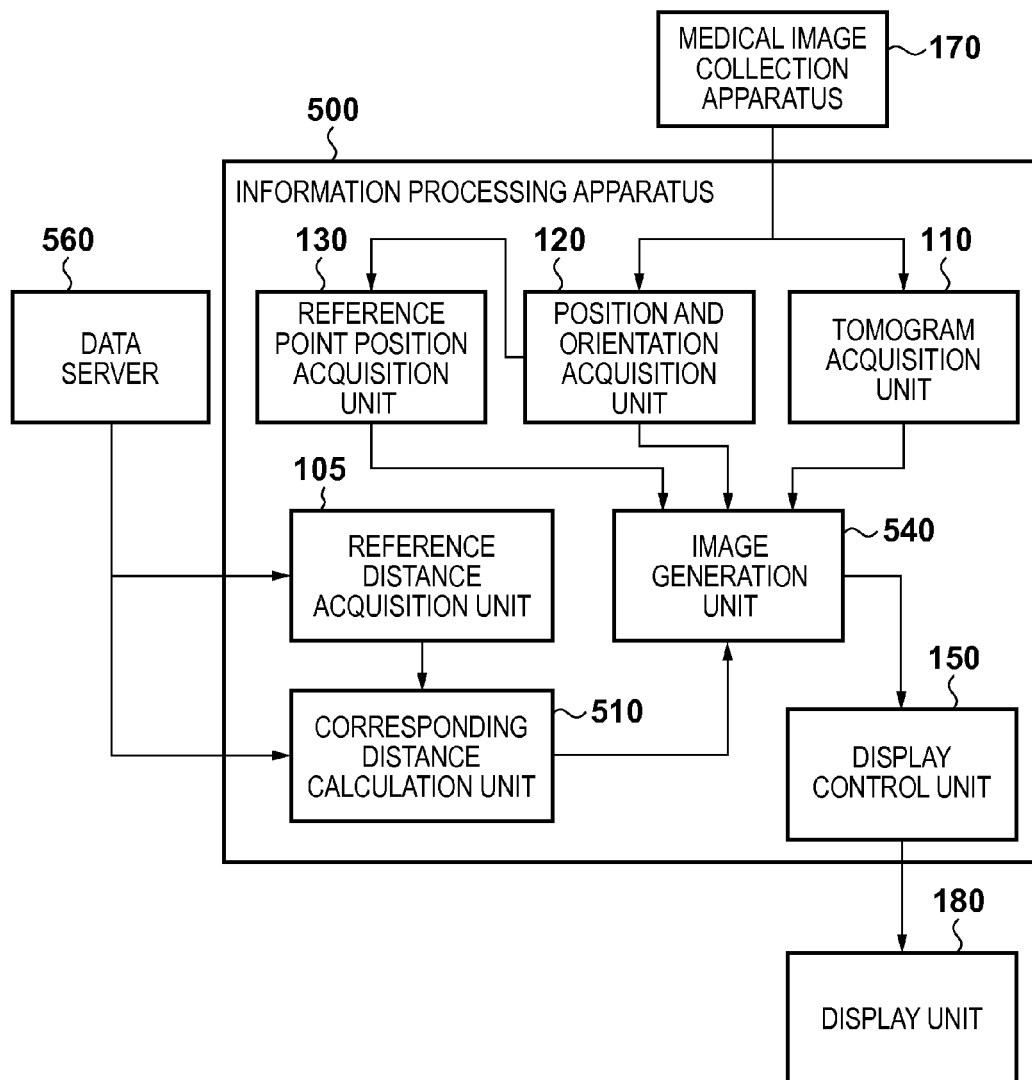 MEDICAL IMAGE
COLLECTION
APPARATUS
170
500
INFORMATION PROCESSING APPARATUS
560
130
120
110
DATA
SERVER
REFERENCE
POINT POSITION
ACQUISITION
UNIT
POSITION AND
ORIENTATION
ACQUISITION
UNIT
TOMOGRAM
ACQUISITION
UNIT
105
REFERENCE
DISTANCE
ACQUISITION UNIT
IMAGE
GENERATION
UNIT
540
CORRESPONDING
DISTANCE
CALCULATION UNIT
510
150
DISPLAY
CONTROL UNIT
180
DISPLAY UNIT